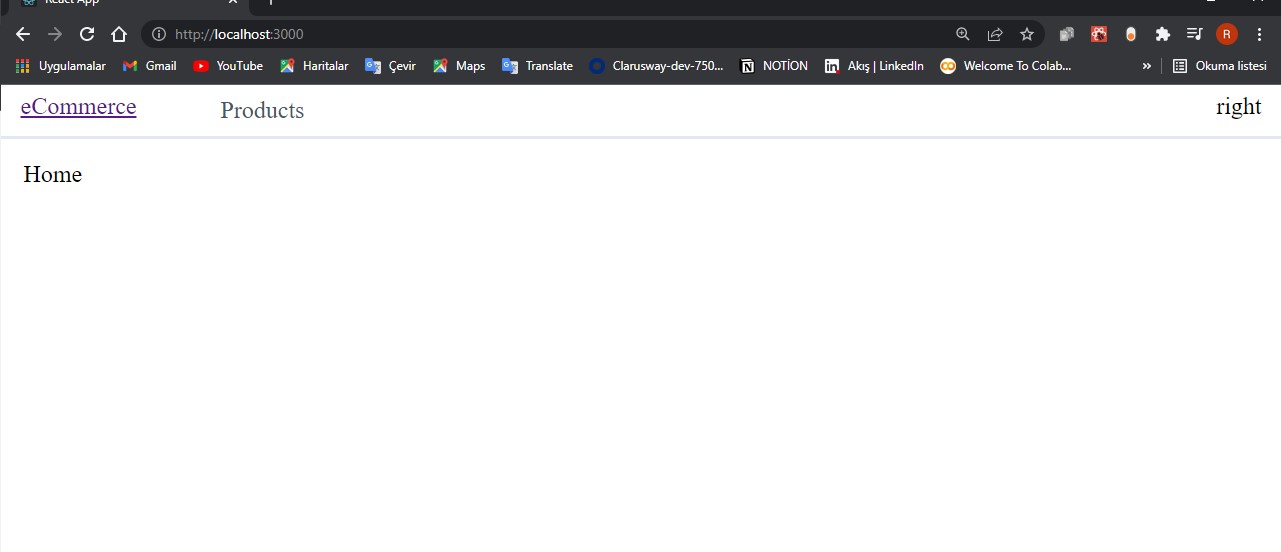 React App
http://localhost:3000
R
Uygulamalar Gmail YouTube Haritalar Çevir Maps Translate Clarusway-dev-750... NOTİON Akış | LinkedIn Welcome To Colab... » Okuma listesi
eCommerce Products right
Home